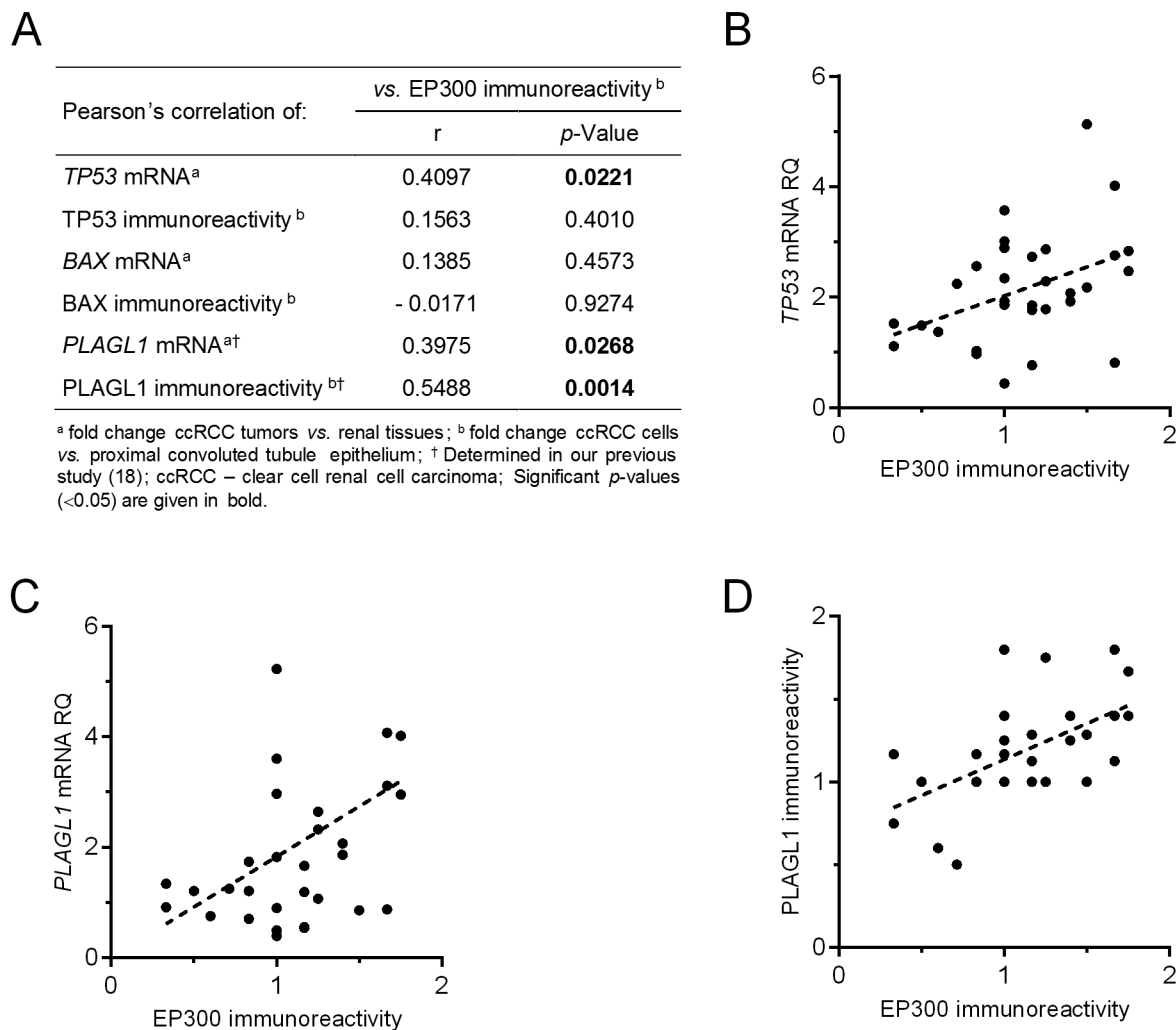 A
Pearson's correlation of:
vs. EP300 immunoreactivity b
r p-Value
TP53 mRNAa 0.4097 0.0221
TP53 immunoreactivity b 0.1563 0.4010
BAX mRNAa 0.1385 0.4573
BAX immunoreactivity b - 0.0171 0.9274
PLAGL1 mRNAa† 0.3975 0.0268
PLAGL1 immunoreactivity b† 0.5488 0.0014
a fold change ccRCC tumors vs. renal tissues; b fold change ccRCC cells
vs. proximal convoluted tubule epithelium; † Determined in our previous
study (18); ccRCC – clear cell renal cell carcinoma; Significant p-values
(<0.05) are given in bold.
B
6
4
2
0
TP53 mRNA RQ
0 1 2
EP300 immunoreactivity
C
6
4
2
0
PLAGL1 mRNA RQ
0 1 2
EP300 immunoreactivity
D
2
1
0
PLAGL1 immunoreactivity
0 1 2
EP300 immunoreactivity